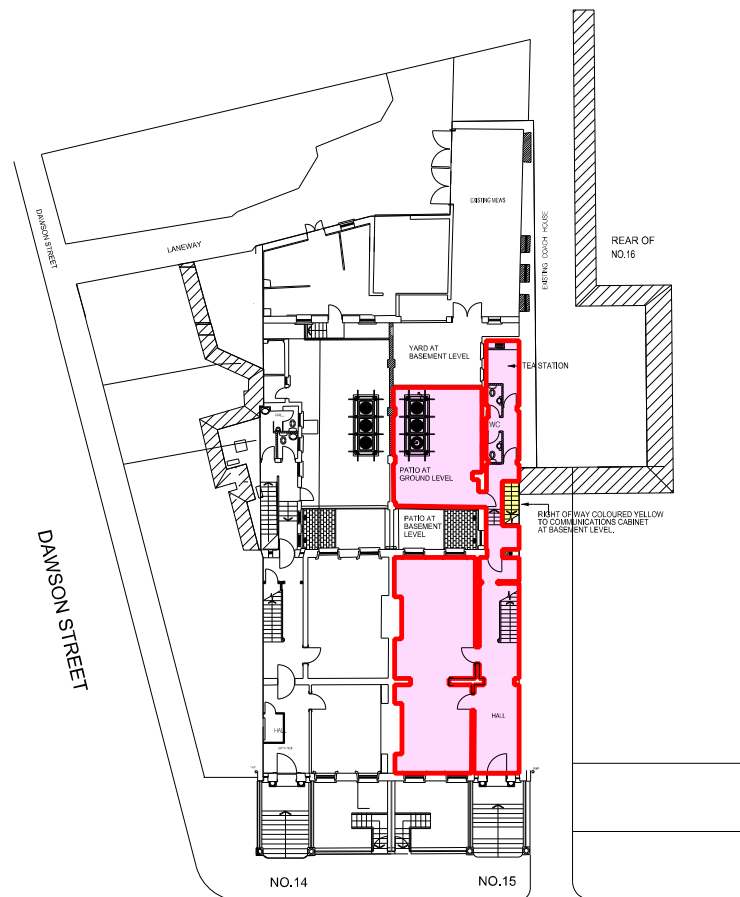 EXISTING MEWS
DAWSON STREET
LANEWAY
EXISTING COACH HOUSE
REAR OF
NO.16
YARD AT
BASEMENT LEVEL
TEA STATION
WC
PATIO AT
GROUND LEVEL
PATIO AT
BASEMENT
LEVEL
RIGHT OF WAY COLOURED YELLOW
TO COMMUNICATIONS CABINET
AT BASEMENT LEVEL.
DAWSON STREET
HALL
HALL
NO.14
NO.15